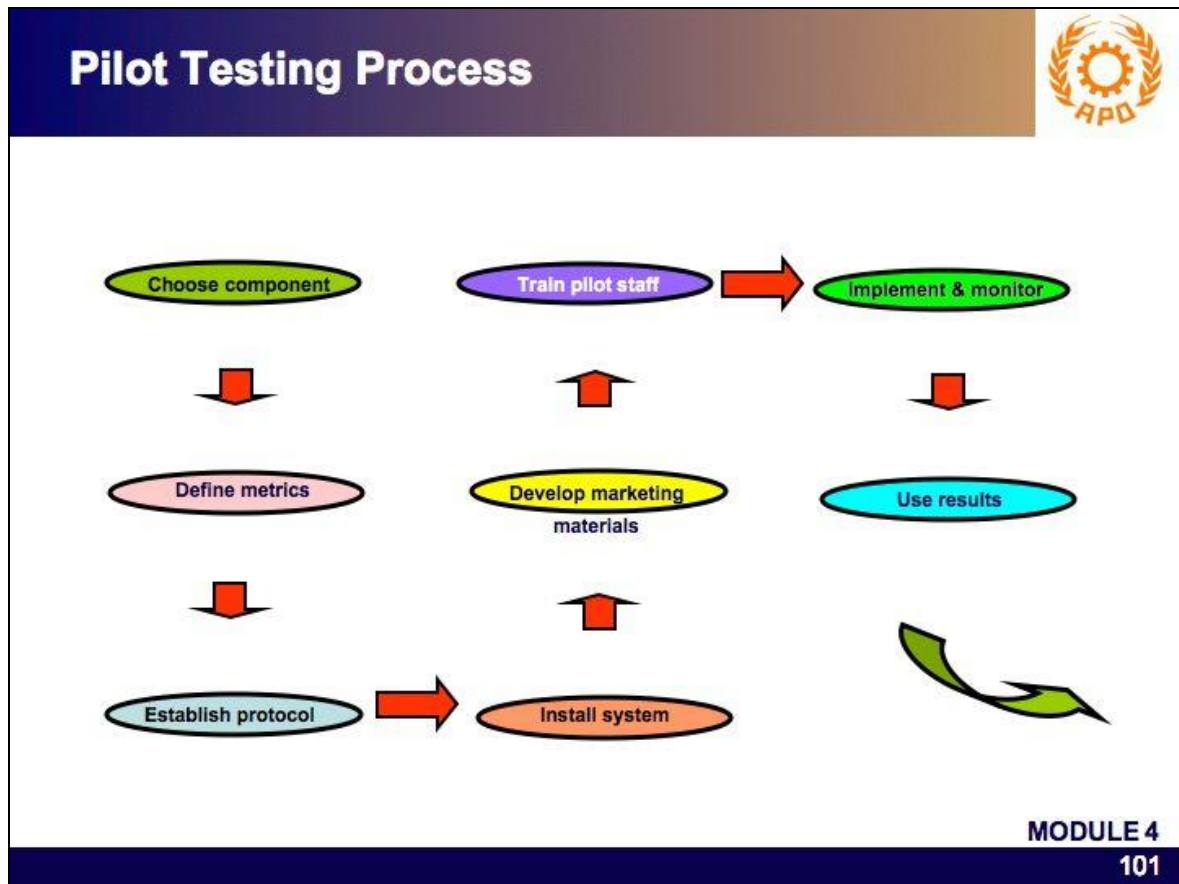 Pilot Testing Process
APO
Choose component
Train pilot staff
Implement & monitor
Define metrics
Develop marketing
materials
Use results
Establish protocol
Install system
MODULE 4
101